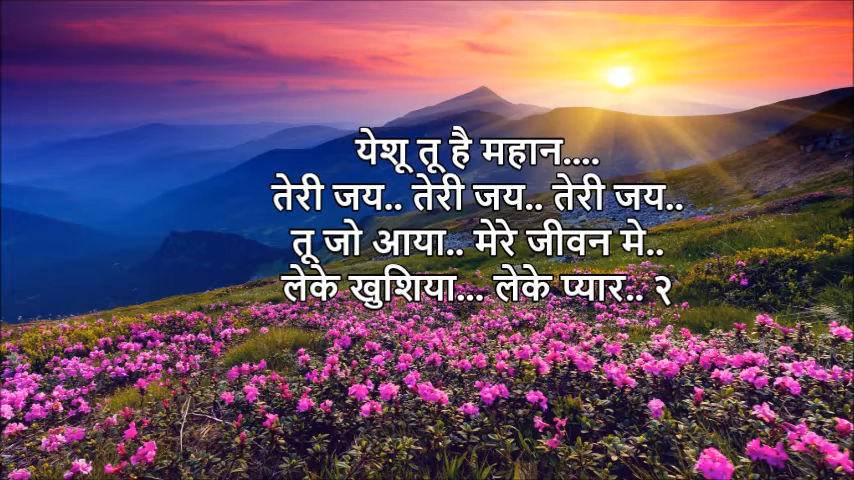 येशू तू है महान....
तेरी जय.. तेरी जय.. तेरी जय..
तू जो आया.. मेरे जीवन मे..
लेके खुशिया... लेके प्यार.. २